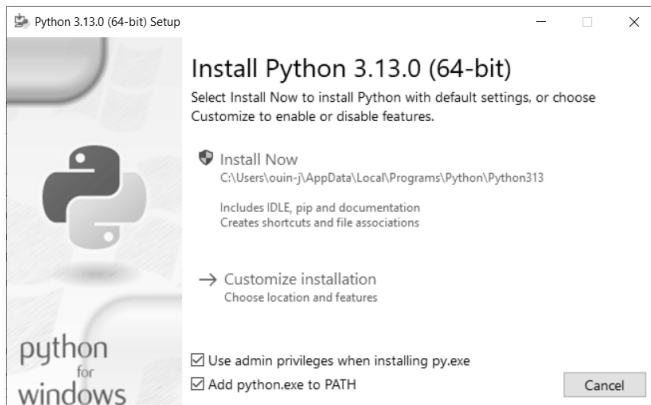 Python 3.13.0 (64-bit) Setup
Install Python 3.13.0 (64-bit)
Select Install Now to install Python with default settings, or choose
Customize to enable or disable features.
Install Now
C:\Users\ouin-j\AppData\Local\Programs\Python\Python313
Includes IDLE, pip and documentation
Creates shortcuts and file associations
Customize installation
Choose location and features
python
for
windows
Use admin privileges when installing py.exe
Add python.exe to PATH
Cancel